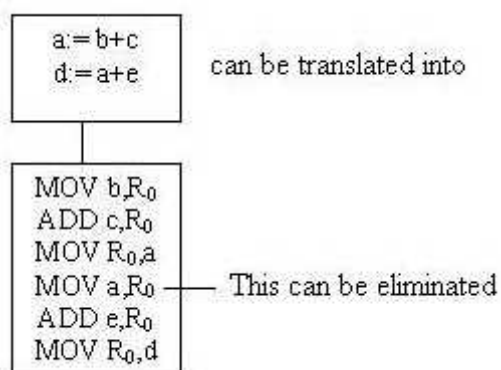 a:= b+c
d:= a+e
can be translated into
MOV b,R₀
ADD c,R₀
MOV R₀,a
MOV a,R₀
This can be eliminated
ADD e,R₀
MOV R₀,d